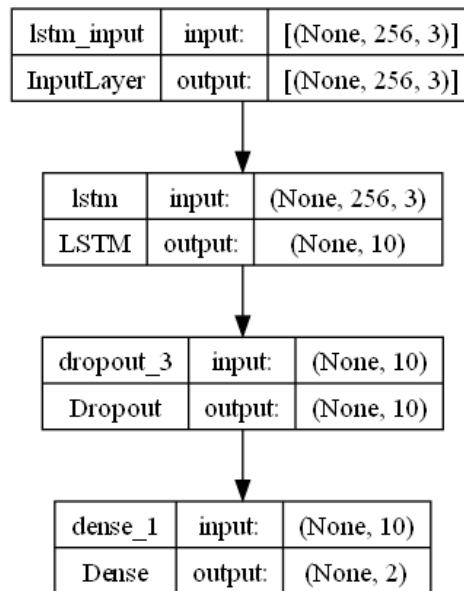 lstm_input input: [(None, 256, 3)]
InputLayer output: [(None, 256, 3)]
lstm input: (None, 256, 3)
LSTM output: (None, 10)
dropout_3 input: (None, 10)
Dropout output: (None, 10)
dense_1 input: (None, 10)
Dense output: (None, 2)